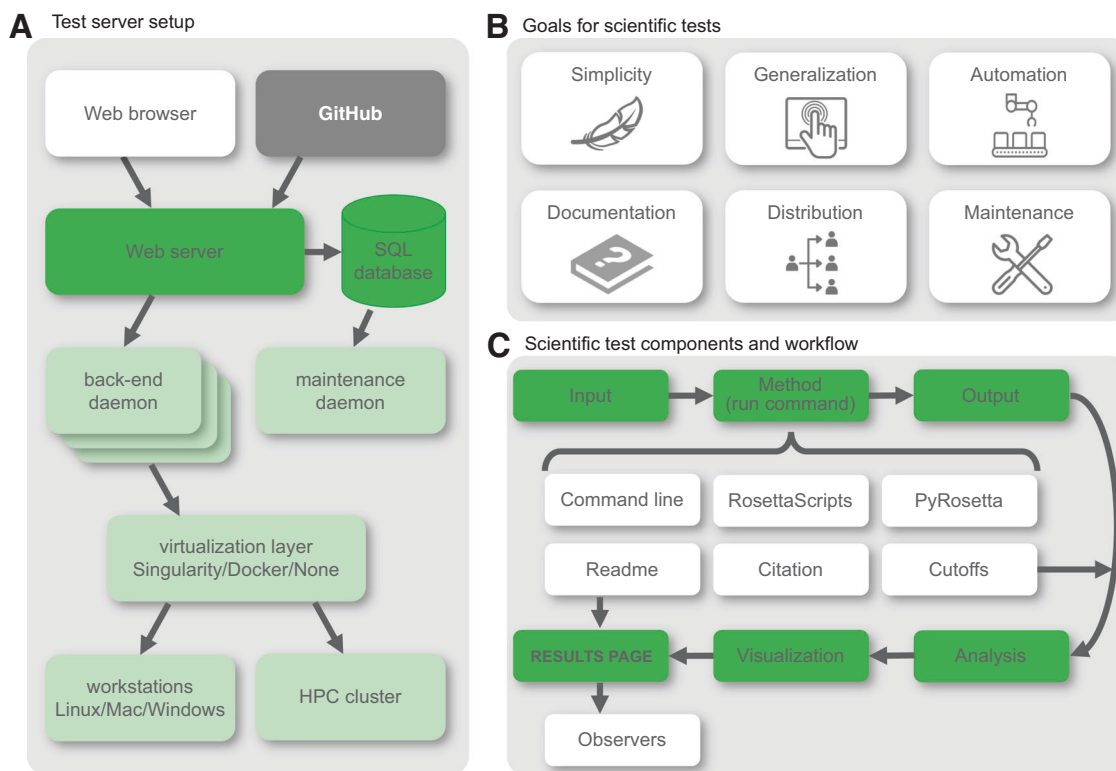 A Test server setup
Web browser
GitHub
Web server
SQL
database
back-end
daemon
maintenance
daemon
virtualization layer
Singularity/Docker/None
workstations
Linux/Mac/Windows
HPC cluster
B Goals for scientific tests
Simplicity
Generalization
Automation
Documentation
Distribution
Maintenance
?
C Scientific test components and workflow
Input
Method
(run command)
Output
Command line
RosettaScripts
PyRosetta
Readme
Citation
Cutoffs
RESULTS PAGE
Visualization
Analysis
Observers